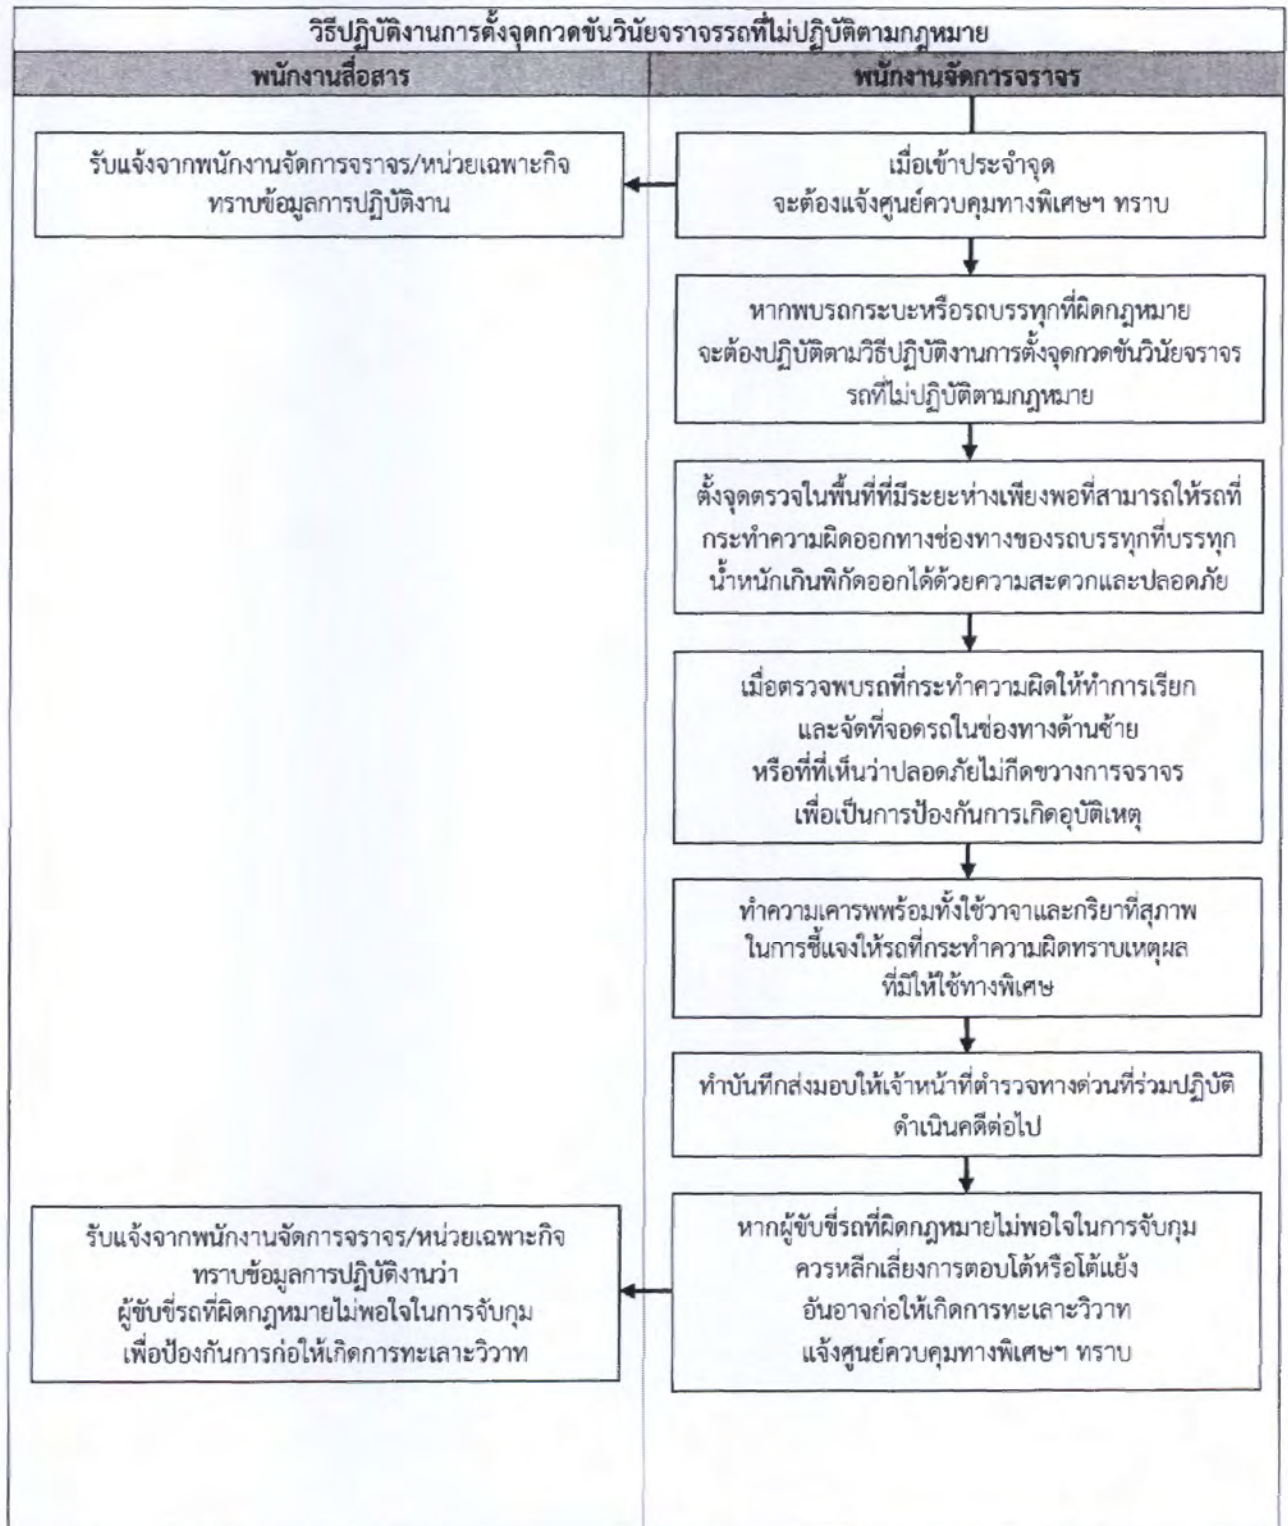 วิธีปฏิบัติงานการตั้งจุดกวดขันวินัยจราจรรถที่ไม่ปฏิบัติตามกฎหมาย
พนักงานสื่อสาร
พนักงานจัดการจราจร
รับแจ้งจากพนักงานจัดการจราจร/หน่วยเฉพาะกิจ
ทราบข้อมูลการปฏิบัติงาน
เมื่อเข้าประจำจุด
จะต้องแจ้งศูนย์ควบคุมทางพิเศษฯ ทราบ
หากพบรถกระบะหรือรถบรรทุกที่ผิดกฎหมาย
จะต้องปฏิบัติตามวิธีปฏิบัติงานการตั้งจุดกวดขันวินัยจราจร
รถที่ไม่ปฏิบัติตามกฎหมาย
ตั้งจุดตรวจในพื้นที่ที่มีระยะห่างเพียงพอที่สามารถให้รถที่
กระทำความผิดออกทางช่องทางของรถบรรทุกที่บรรทุก
น้ำหนักเกินพิกัดออกได้ด้วยความสะดวกและปลอดภัย
เมื่อตรวจพบรถที่กระทำความผิดให้ทำการเรียก
และจัดที่จอดรถในช่องทางด้านซ้าย
หรือที่ที่เห็นว่าปลอดภัยไม่กีดขวางการจราจร
เพื่อเป็นการป้องกันการเกิดอุบัติเหตุ
ทำความเคารพพร้อมทั้งใช้วาจาและกริยาที่สุภาพ
ในการชี้แจงให้รถที่กระทำความผิดทราบเหตุผล
ที่มิให้ใช้ทางพิเศษ
ทำบันทึกส่งมอบให้เจ้าหน้าที่ตำรวจทางด่วนที่ร่วมปฏิบัติ
ดำเนินคดีต่อไป
รับแจ้งจากพนักงานจัดการจราจร/หน่วยเฉพาะกิจ
ทราบข้อมูลการปฏิบัติงานว่า
ผู้ขับขี่รถที่ผิดกฎหมายไม่พอใจในการจับกุม
เพื่อป้องกันการก่อให้เกิดการทะเลาะวิวาท
หากผู้ขับขี่รถที่ผิดกฎหมายไม่พอใจในการจับกุม
ควรหลีกเลี่ยงการตอบโต้หรือโต้แย้ง
อันอาจก่อให้เกิดการทะเลาะวิวาท
แจ้งศูนย์ควบคุมทางพิเศษฯ ทราบ